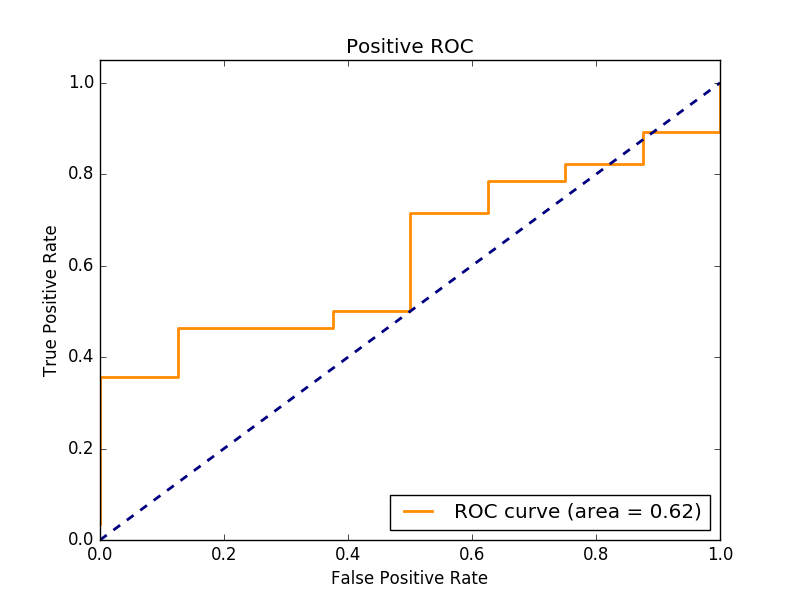 Positive ROC
1.0
0.8
0.6
0.4
0.2
0.0
True Positive Rate
ROC curve (area = 0.62)
0.0 0.2 0.4 0.6 0.8 1.0
False Positive Rate